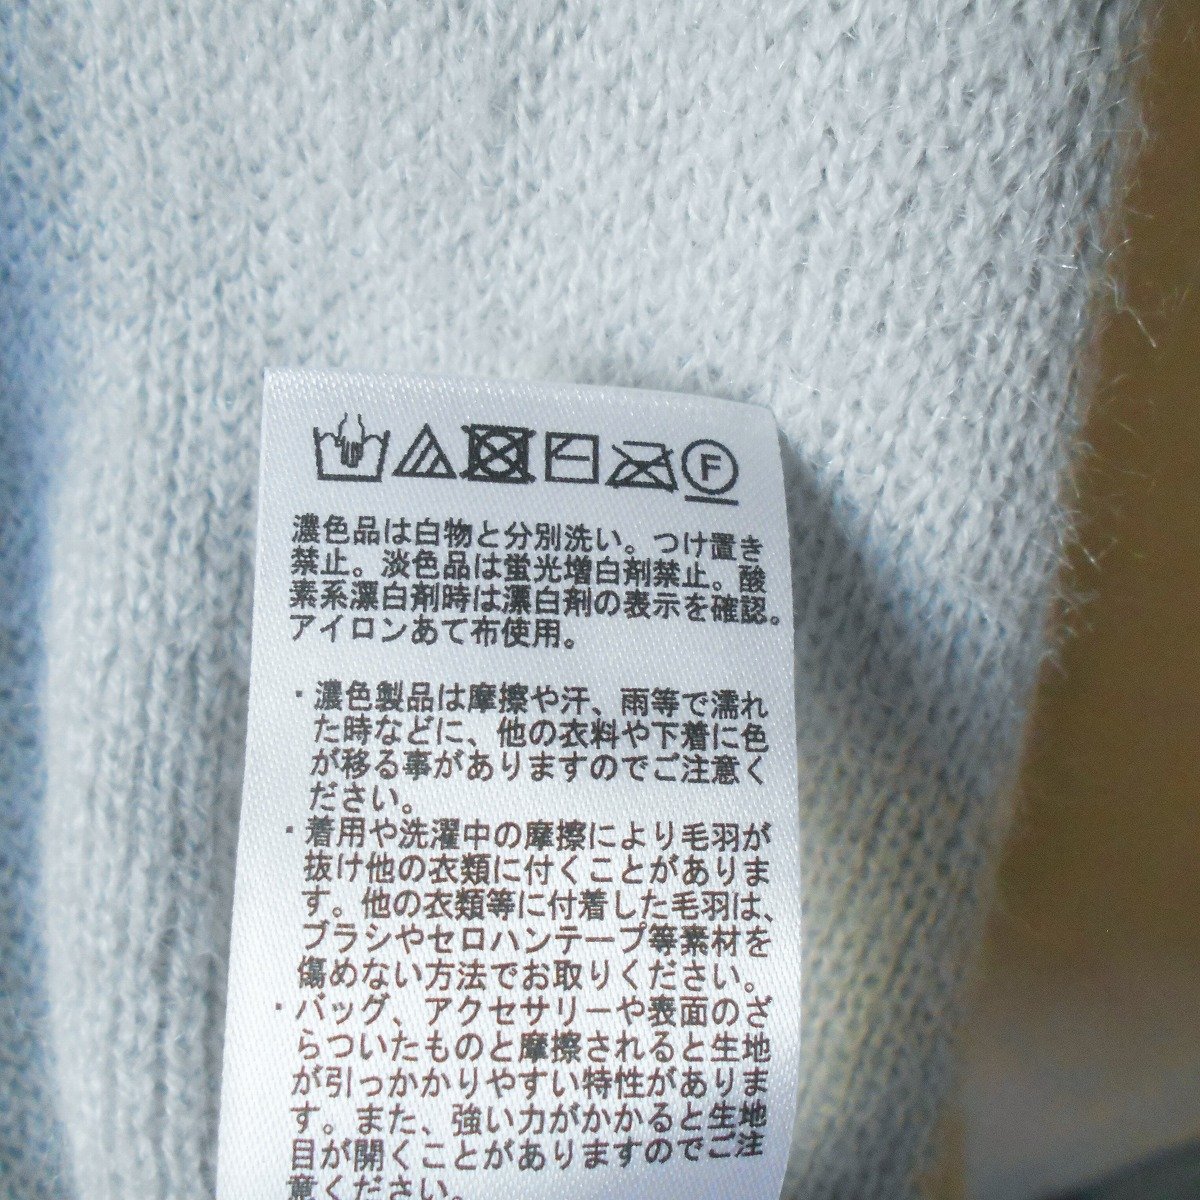 F
濃色品は白物と分別洗い。つけ置き
禁止。淡色品は蛍光増白剤禁止。酸
素系漂白剤時は漂白剤の表示を確認。
アイロンあて布使用。
・濃色製品は摩擦や汗、雨等で濡れ
た時などに、他の衣料や下着に色
が移る事がありますのでご注意く
ださい。
・着用や洗濯中の摩擦により毛羽が
抜け他の衣類に付くことがありま
す。他の衣類等に付着した毛羽は、
ブラシやセロハンテープ等素材を
傷めない方法でお取りください。
・バッグ、アクセサリーや表面のざ
らついたものと摩擦されると生地
が引っかかりやすい特性がありま
す。また、強い力がかかると生地
目が開くことがありますのでご注
意ください。